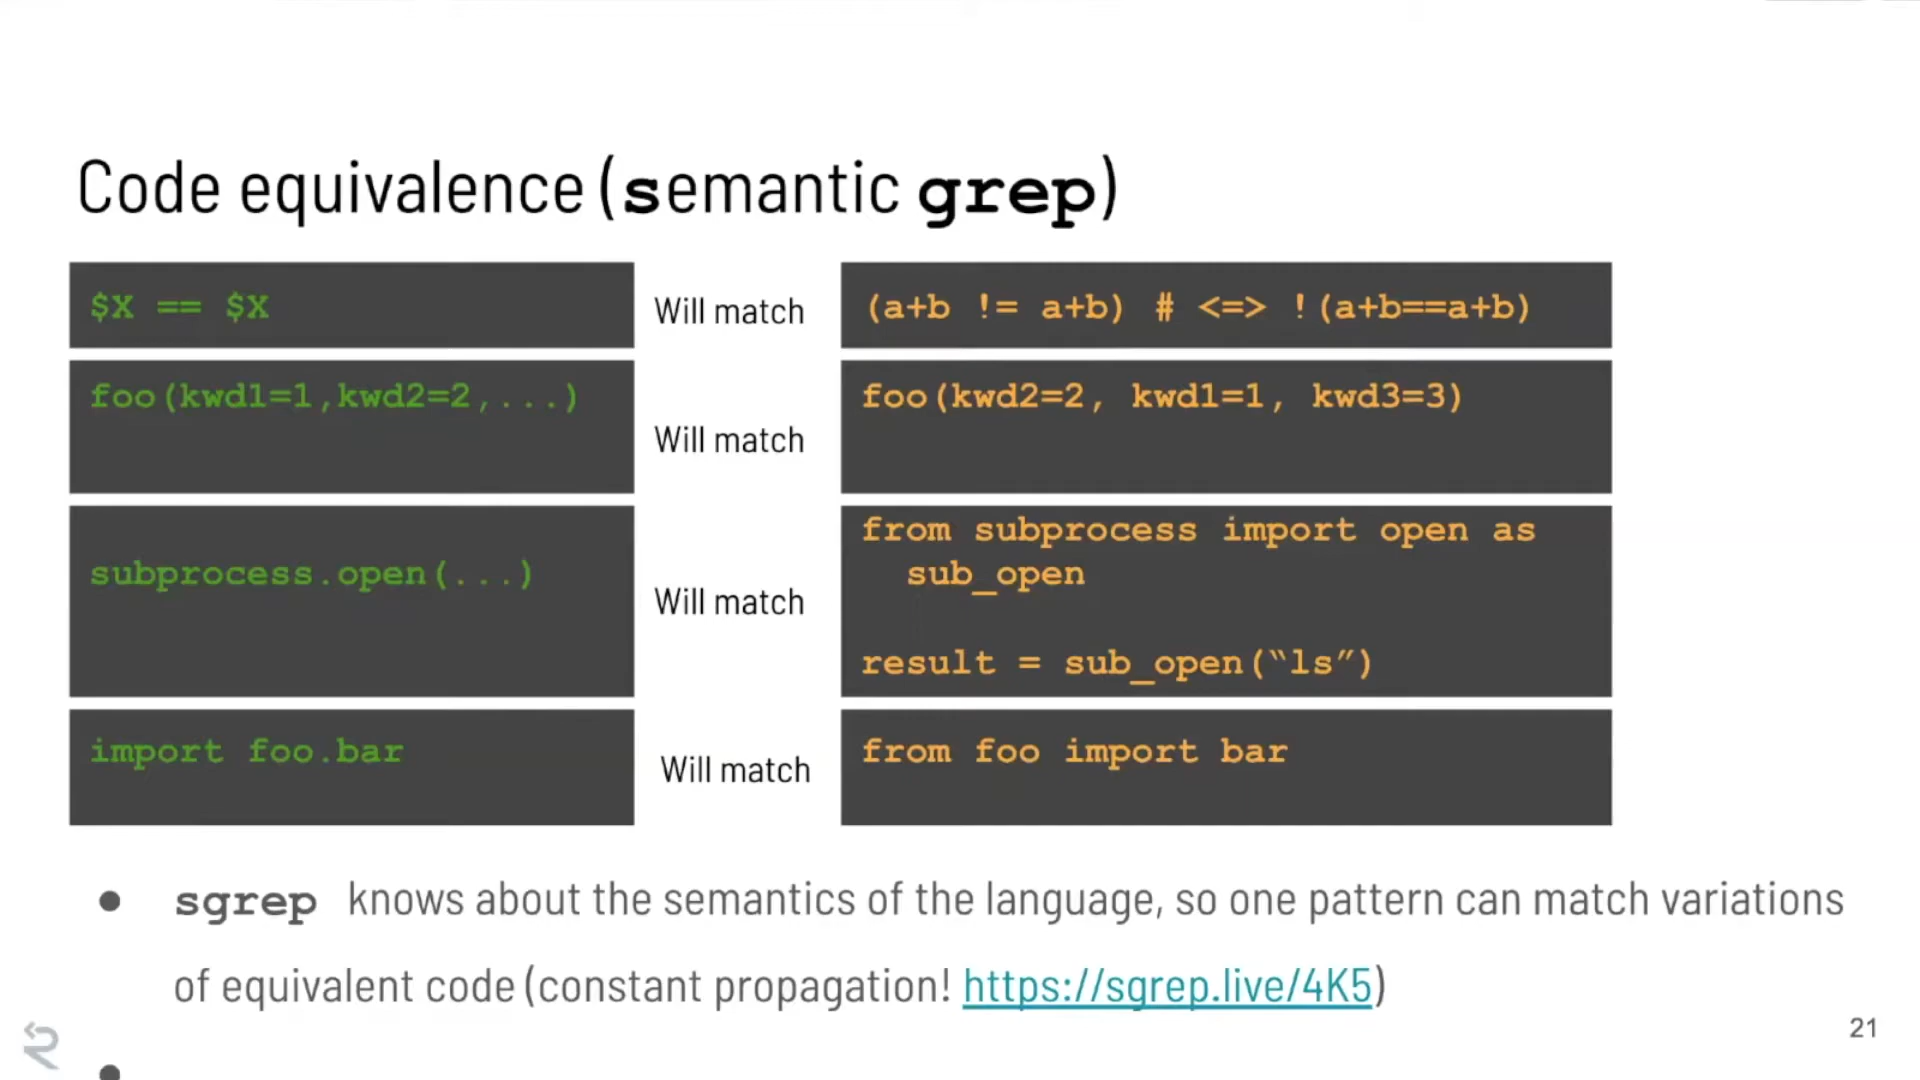 Code equivalence (semantic grep)
$X == $X
Will match
(a+b != a+b) # <=> !(a+b==a+b)
foo(kwd1=1,kwd2=2,...)
Will match
foo(kwd2=2, kwd1=1, kwd3=3)
subprocess.open(...)
Will match
from subprocess import open as
sub_open
result = sub_open(“ls”)
import foo.bar
Will match
from foo import bar
● sgrep knows about the semantics of the language, so one pattern can match variations
of equivalent code (constant propagation! https://sgrep.live/4K5)
21